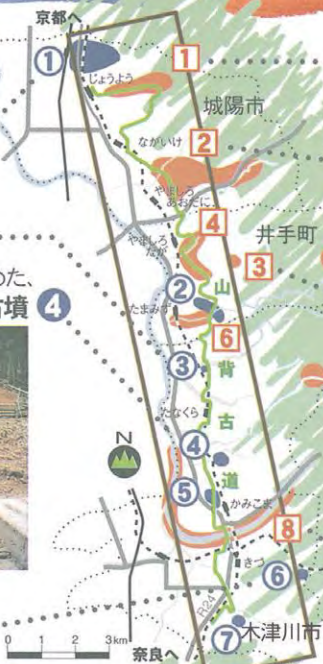 京都へ
①
じょうよう
1
城陽市
ながいけ
2
やましろ
あおだに
4
井手町
やましろ
たが
3
②
山
めた、
たまみず
古墳 ④
6
③
背
たなくら
古
N
④
道
⑤
かみこま
8
きづ
⑥
R24
⑦
木津川市
0 1 2 3km
奈良へ